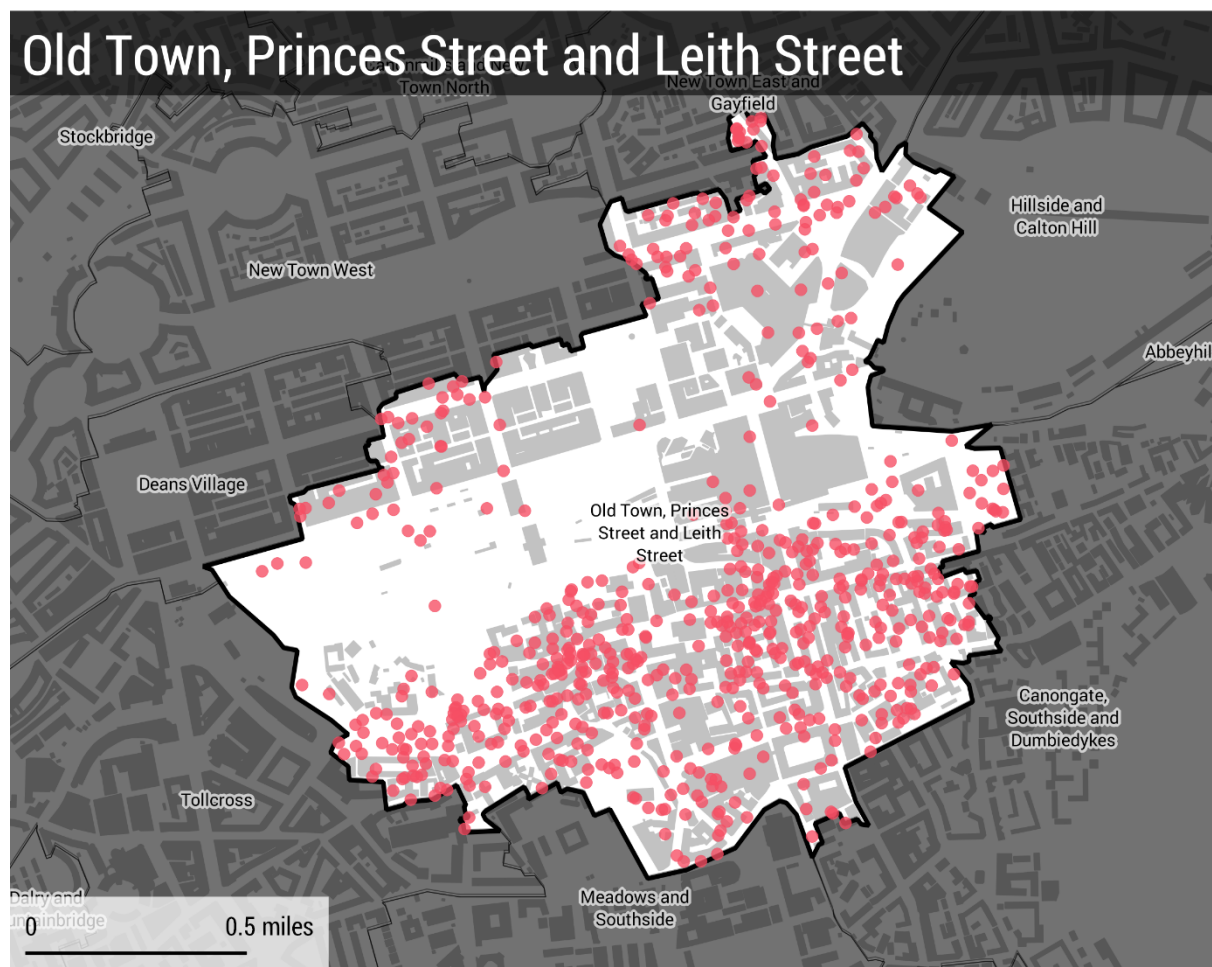 Old Town, Princes Street and Leith Street
Town North
New Town East and
Gayfield
Stockbridge
Hillside and
Calton Hill
New Town West
Abbeyhil
Deans Village
Old Town, Princes
Street and Leith
Street
Canongate,
Southside and
Dumbiedykes
Tollcross
Dalry and
Meadows and
Southside
0
0.5 miles